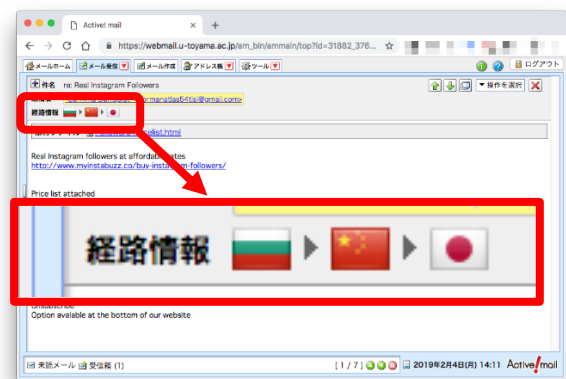 Active! mail
https://webmail.u-toyama.ac.jp/am_bin/ammain/top?id=31882_376...
メールホーム メール受信 メール作成 アドレス帳 ツール ログアウト
件名 re: Real Instagram Followers 操作を選択
経路情報
Real Instagram followers at affordable rates
http://www.myinstabuzz.co/buy-instagram-followers/
Price list attached
経路情報
Unsubscribe
Option avalable at the bottom of our website
未読メール 受信箱 (1) [1 / 7] 2019年2月4日(月) 14:11 Active! mail